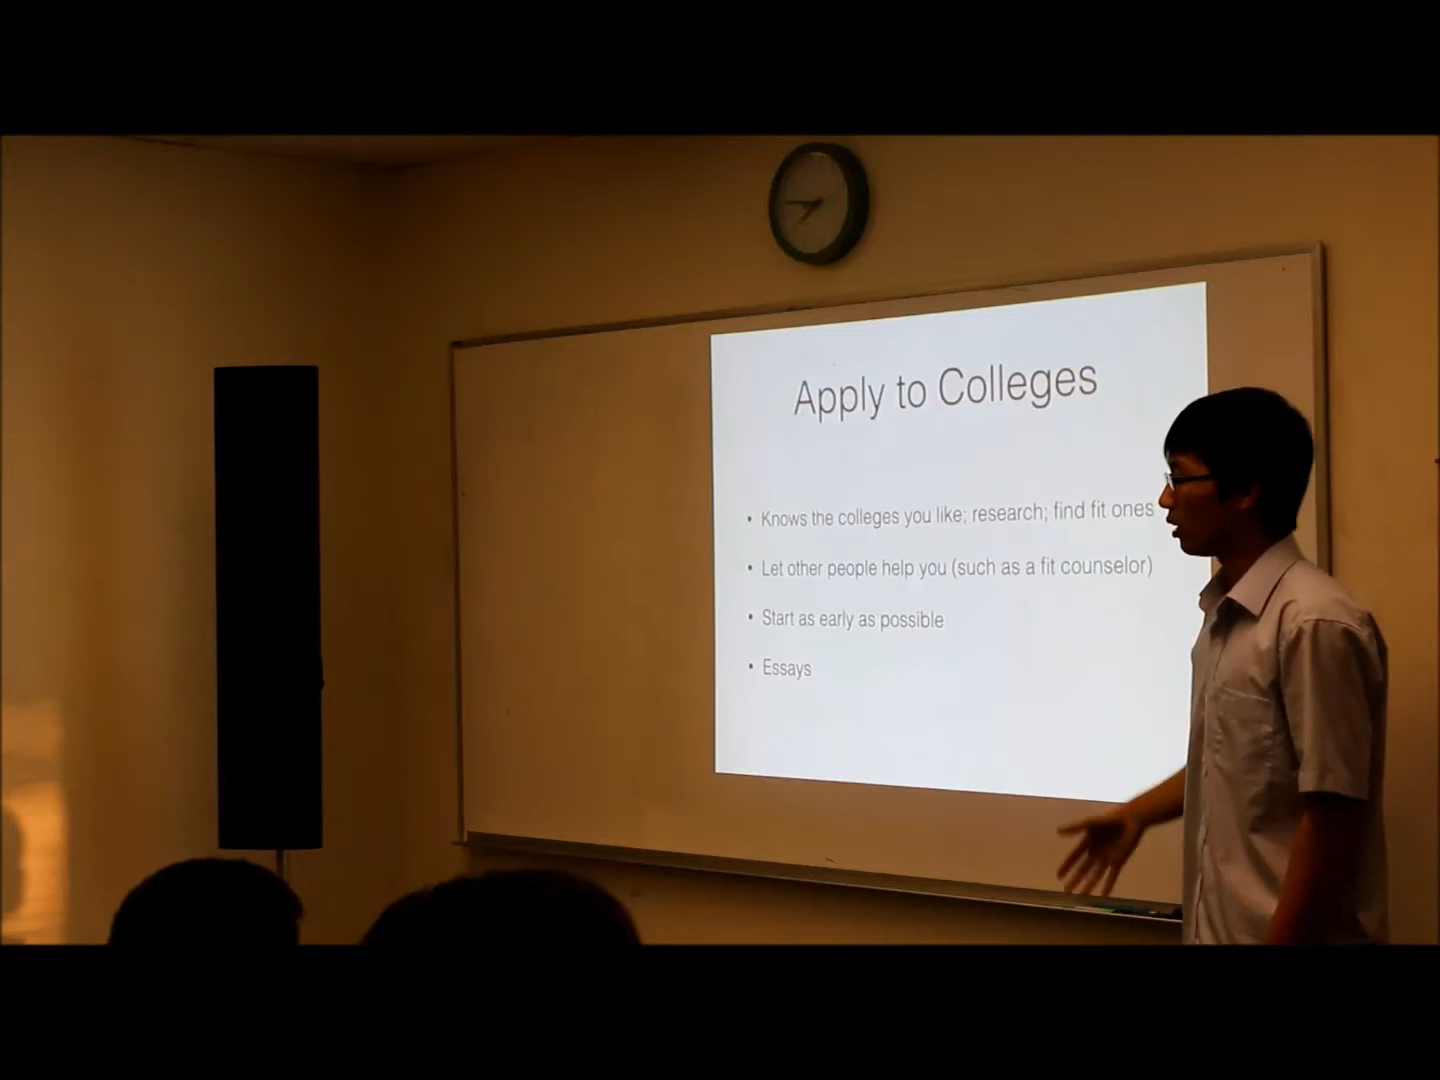 Apply to Colleges
• Knows the colleges you like; research; find fit ones
• Let other people help you (such as a fit counselor)
• Start as early as possible
• Essays